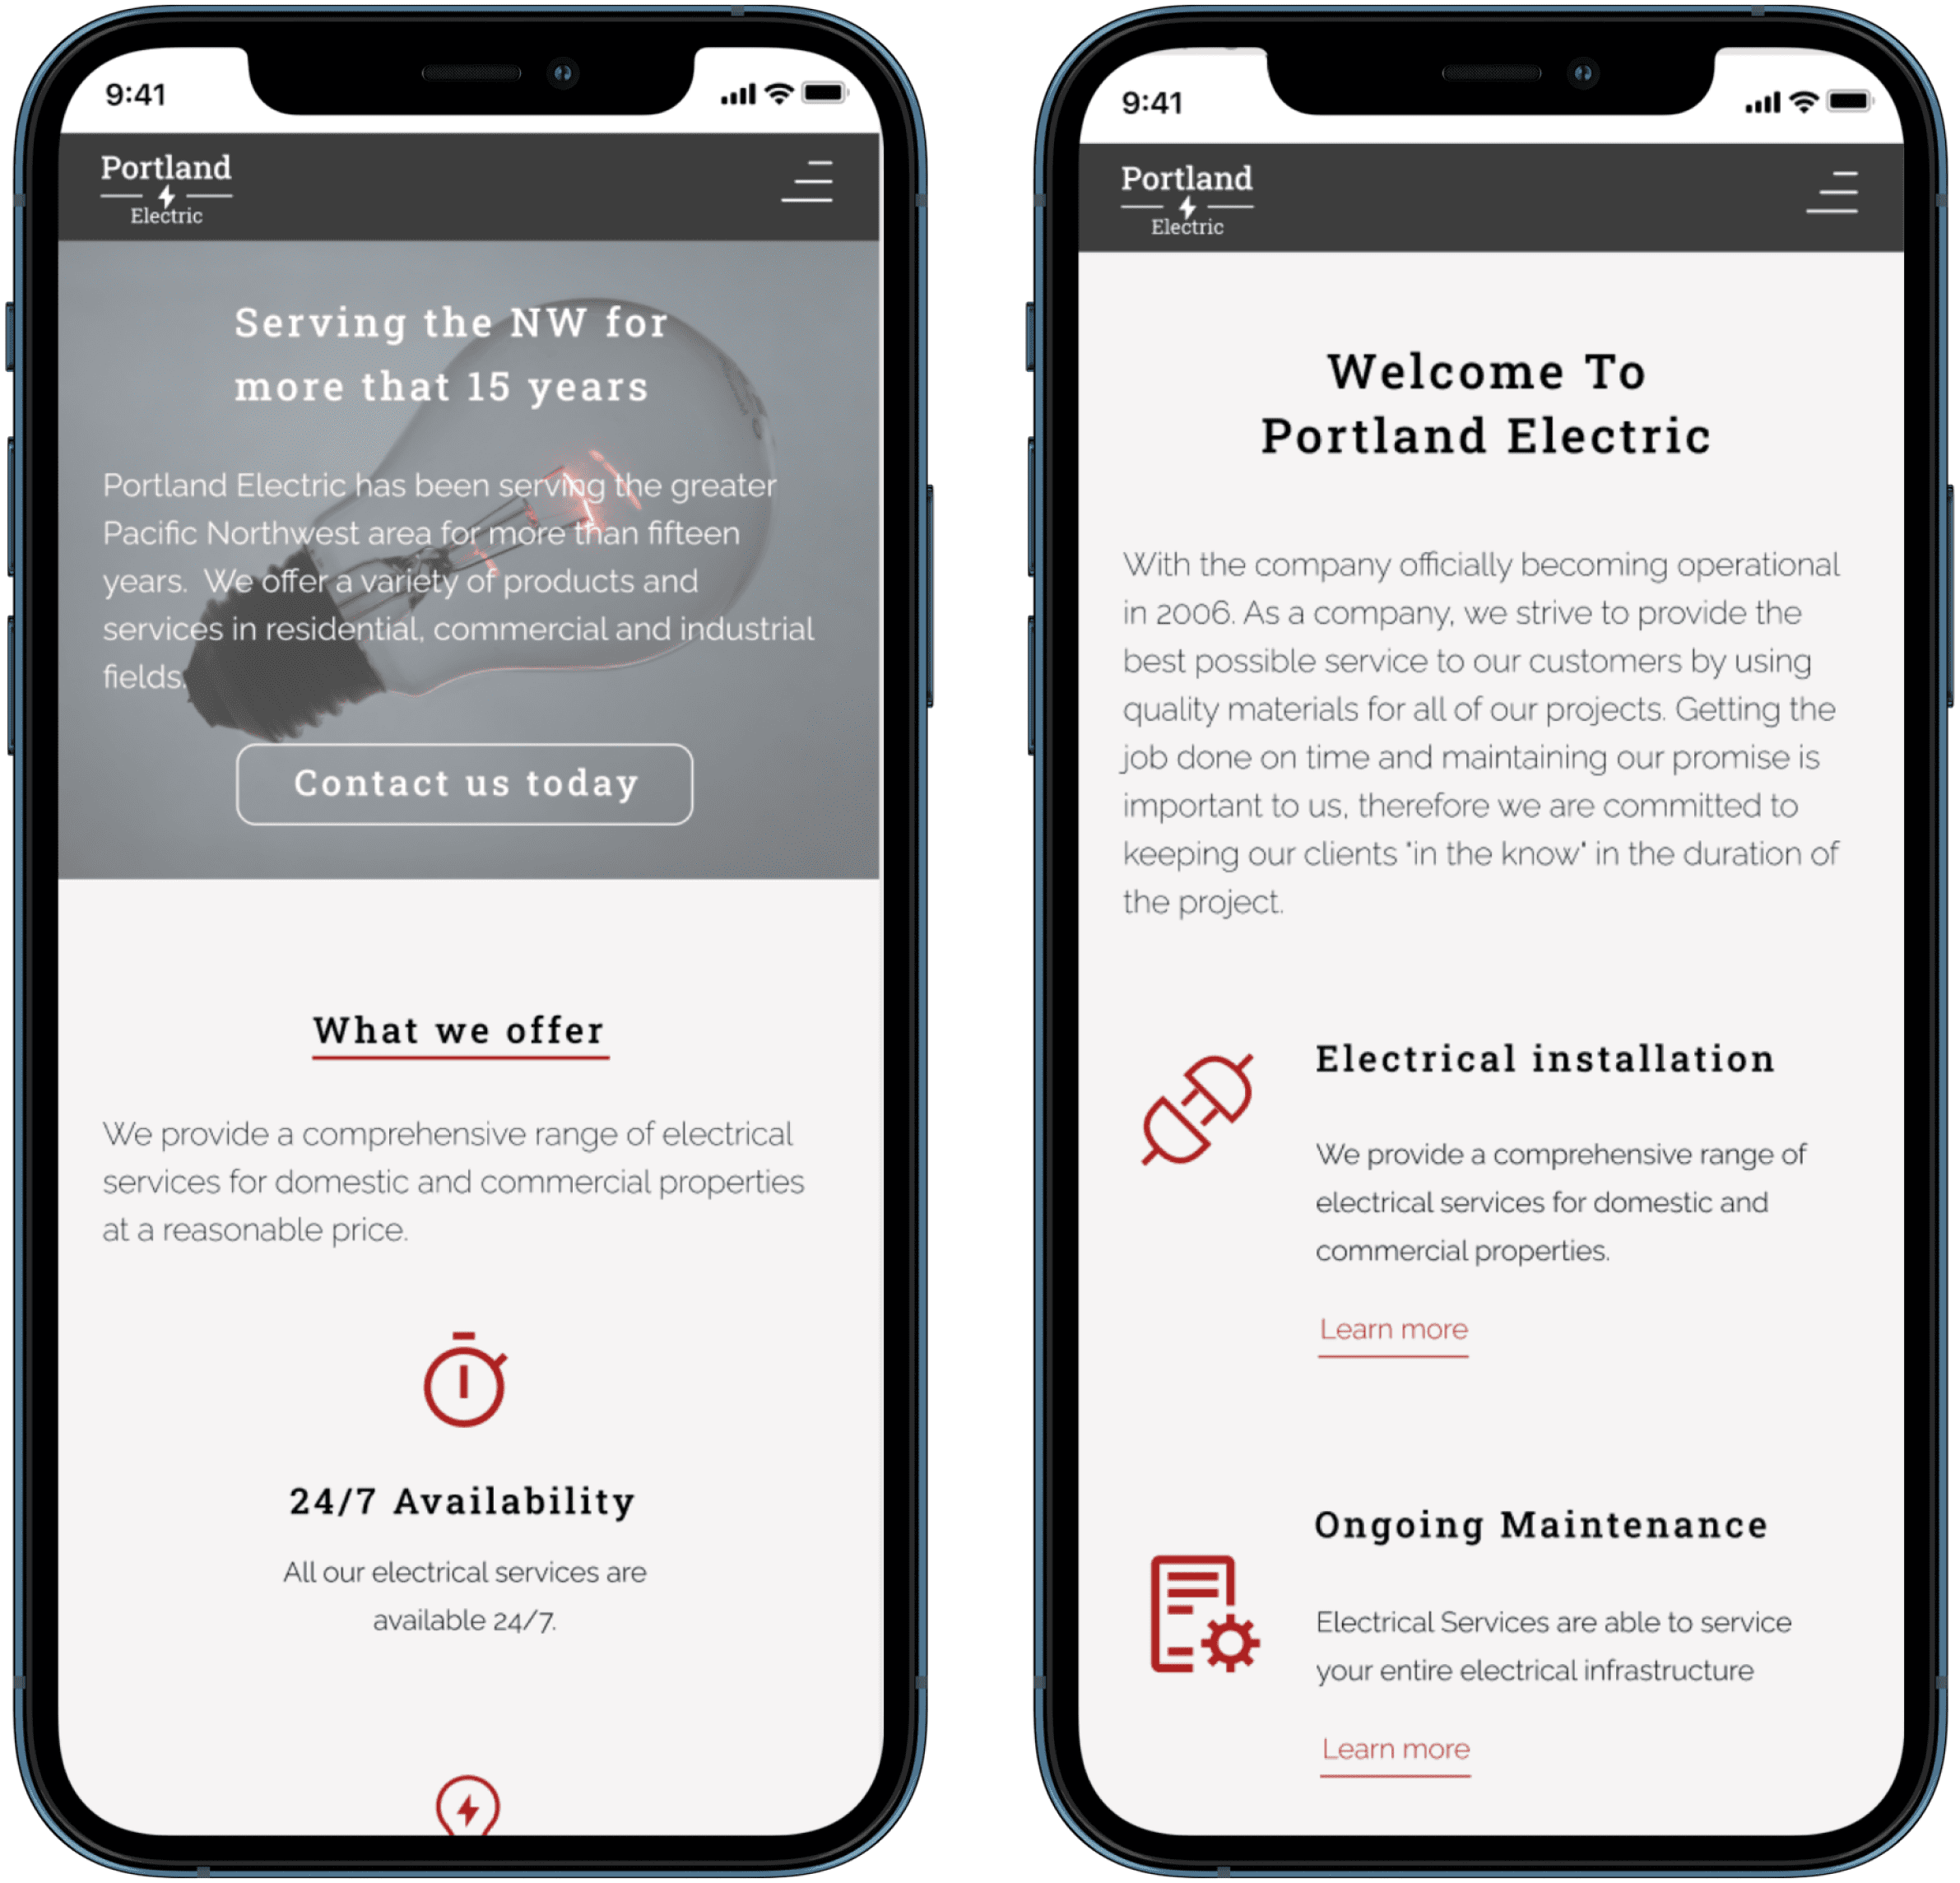 9:41
Portland
Electric
Serving the NW for
more that 15 years
Portland Electric has been serving the greater
Pacific Northwest area for more than fifteen
years.  We offer a variety of products and
services in residential, commercial and industrial
fields.
Contact us today
What we offer
We provide a comprehensive range of electrical
services for domestic and commercial properties
at a reasonable price.
24/7 Availability
All our electrical services are
available 24/7.
9:41
Portland
Electric
Welcome To
Portland Electric
With the company officially becoming operational
in 2006. As a company, we strive to provide the
best possible service to our customers by using
quality materials for all of our projects. Getting the
job done on time and maintaining our promise is
important to us, therefore we are committed to
keeping our clients "in the know" in the duration of
the project.
Electrical installation
We provide a comprehensive range of
electrical services for domestic and
commercial properties.
Learn more
Ongoing Maintenance
Electrical Services are able to service
your entire electrical infrastructure
Learn more